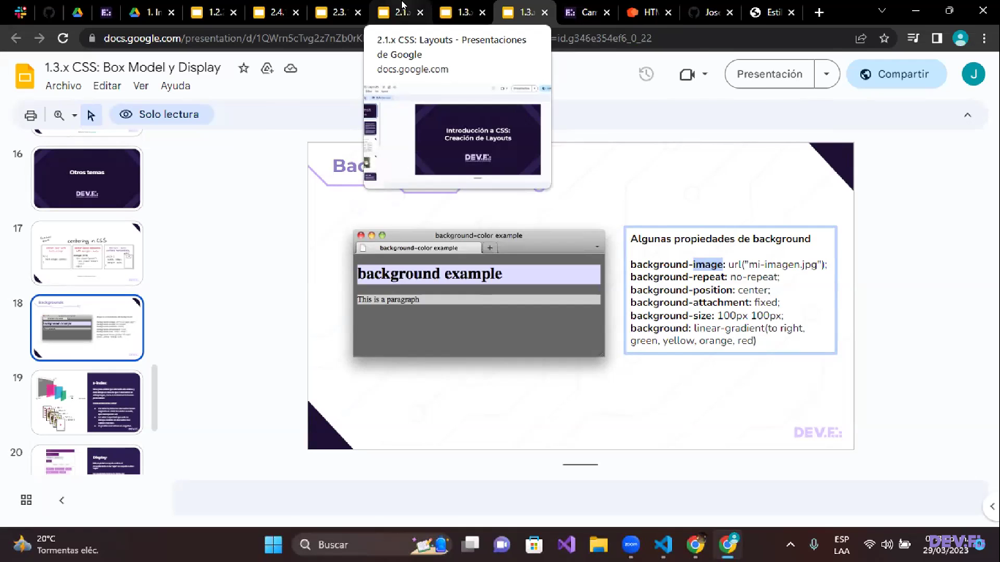 1. In
1.2.
2.4.
2.3.
2.1.
1.3.
1.3.
Can
HTM
Jose
Estil
docs.google.com/presentation/d/1QWrn5cTvg2z7nZb0rK
=id.g346e354ef6_0_22
2.1.x CSS: Layouts - Presentaciones
de Google
docs.google.com
1.3.x CSS: Box Model y Display
Archivo Editar Ver Ayuda
Presentación
Compartir
J
Solo lectura
Introducción a CSS:
Creación de Layouts
DEV.F.:
16
Otros temas
DEV.F.:
17
centering in CSS
18
Backgrounds
19
z-index:
20
Display:
Bac
background-color example
background-color example
background example
This is a paragraph
Algunas propiedades de background
background-image: url("mi-imagen.jpg");
background-repeat: no-repeat;
background-position: center;
background-attachment: fixed;
background-size: 100px 100px;
background: linear-gradient(to right,
green, yellow, orange, red)
DEV.F.:
20°C
Tormentas eléc.
Buscar
zoom
ESP
LAA
29/03/2023
DEV.F.: